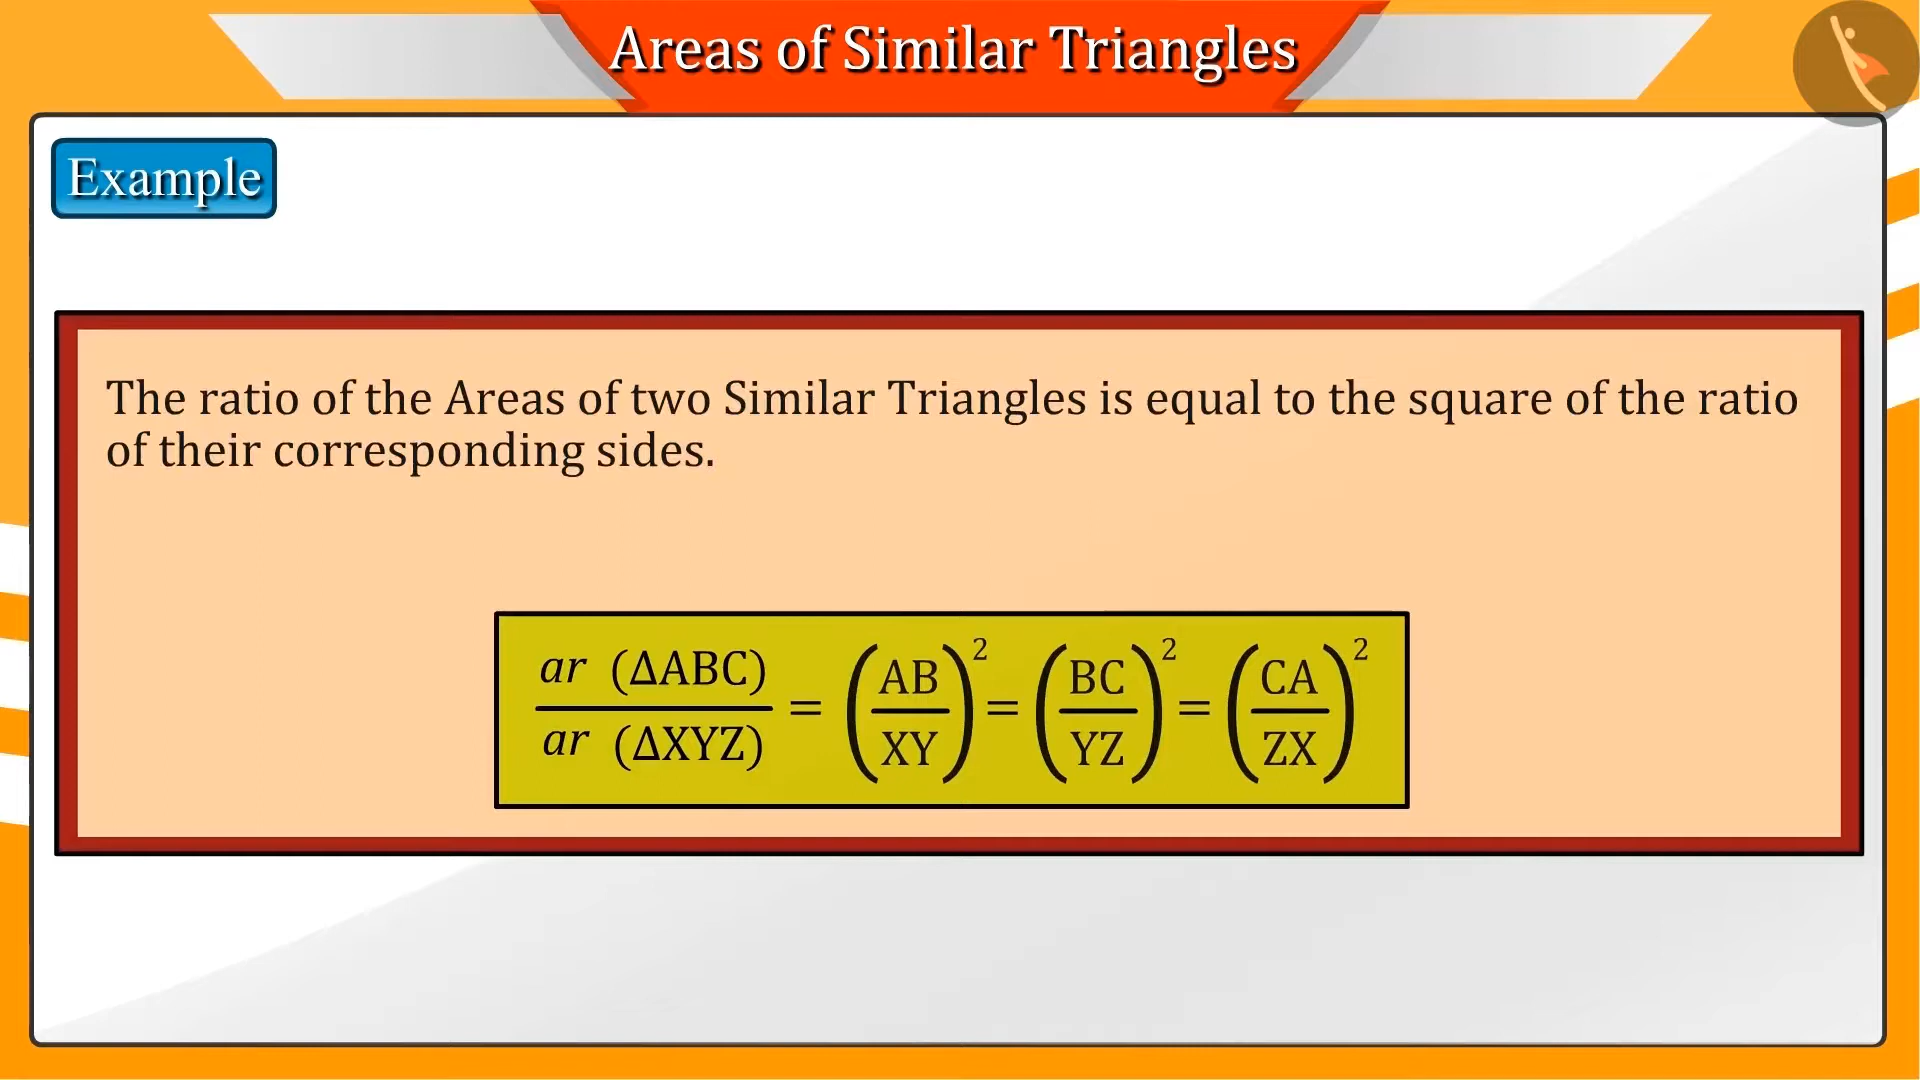 Areas of Similar Triangles
Example
The ratio of the Areas of two Similar Triangles is equal to the square of the ratio
of their corresponding sides.
ar (ΔABC) / ar (ΔXYZ) = (AB/XY)² = (BC/YZ)² = (CA/ZX)²